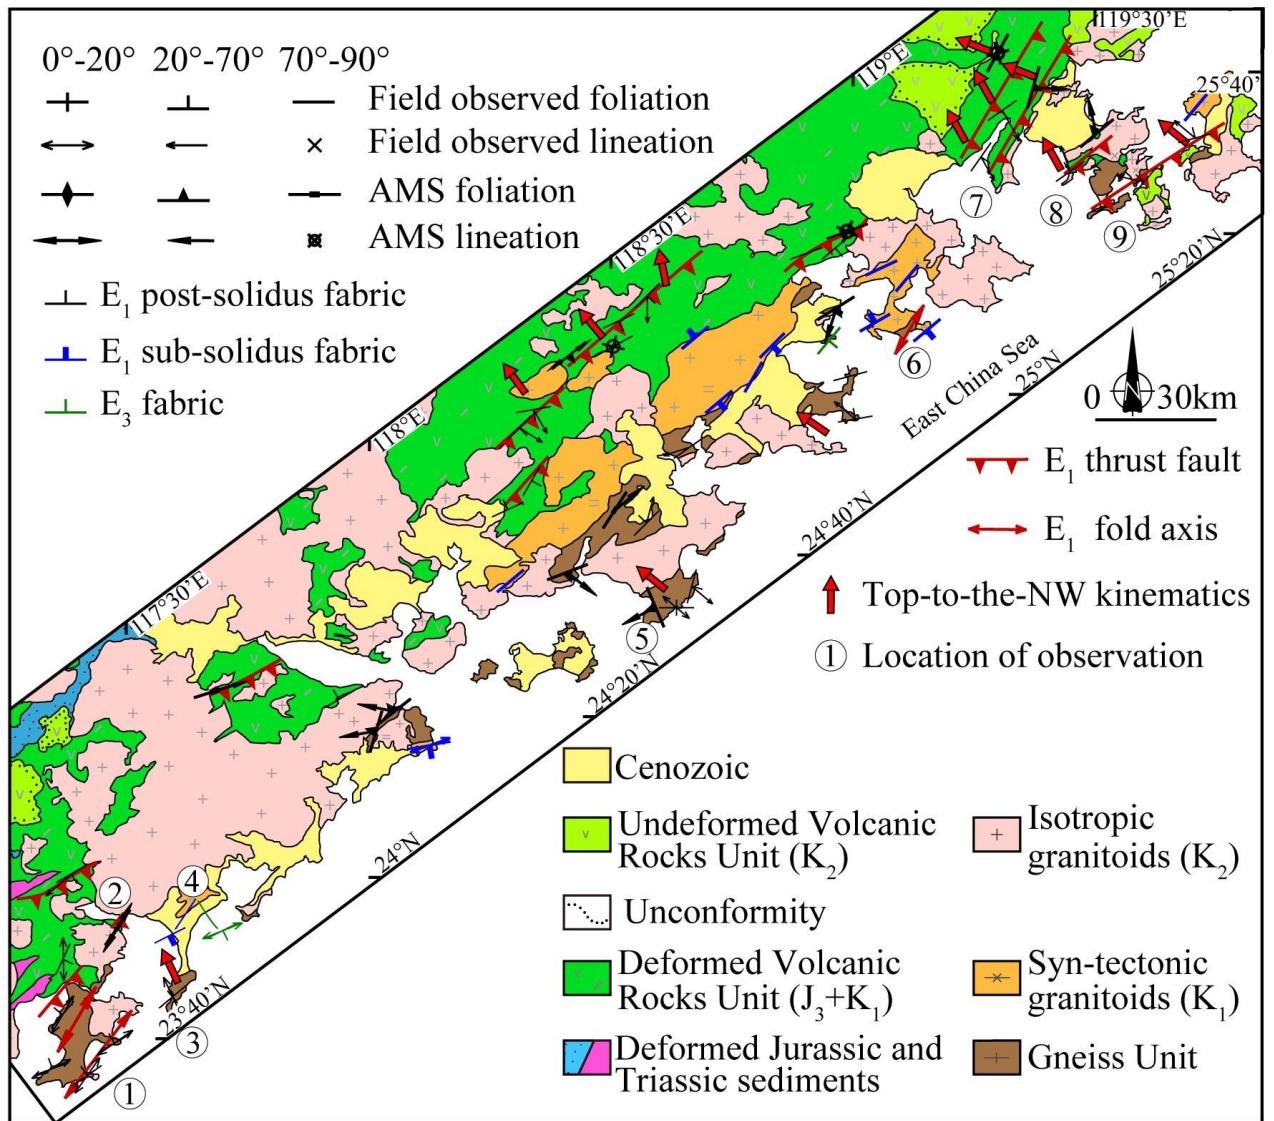 0°-20° 20°-70° 70°-90°
Field observed foliation
Field observed lineation
AMS foliation
AMS lineation
E₁ post-solidus fabric
E₁ sub-solidus fabric
E₃ fabric
119°E
119°30'E
25°40'
118°30'E
118°E
117°30'E
⑦
⑧
⑨
25°20'N
⑥
East China Sea
25°N
0 30km
E₁ thrust fault
E₁ fold axis
Top-to-the-NW kinematics
① Location of observation
24°40'N
⑤
24°20'N
24°N
②
④
23°40'N
③
①
Cenozoic
Undeformed Volcanic
Rocks Unit (K₂)
Unconformity
Deformed Volcanic
Rocks Unit (J₃+K₁)
Deformed Jurassic and
Triassic sediments
Isotropic
granitoids (K₂)
Syn-tectonic
granitoids (K₁)
Gneiss Unit